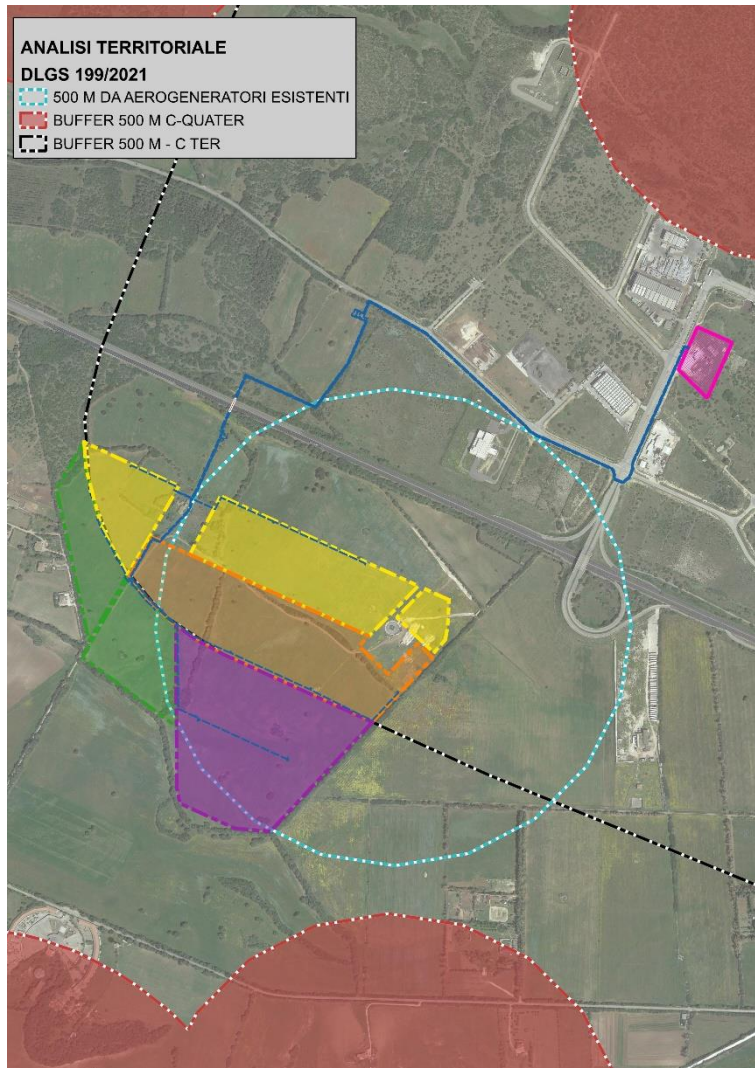 ANALISI TERRITORIALE
DLGS 199/2021
500 M DA AEROGENERATORI ESISTENTI
BUFFER 500 M C-QUATER
BUFFER 500 M - C TER